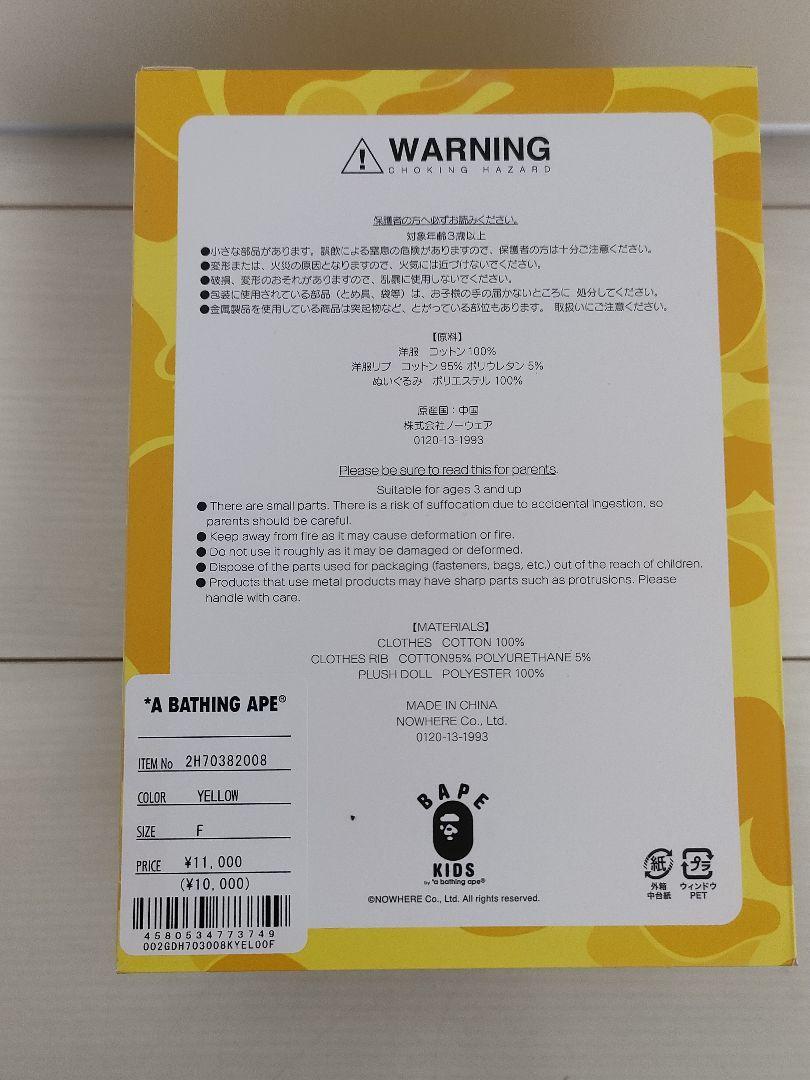 WARNING
CHOKING HAZARD
保護者の方へ必ずお読みください。
対象年齢3歳以上
●小さな部品があります。誤飲による窒息の危険がありますので、保護者の方は十分ご注意ください。
●変形または、火災の原因となりますので、火気には近づけないでください。
●破損、変形のおそれがありますので、乱暴に使用しないでください。
●包装に使用されている部品（とめ具、袋等）は、お子様の手の届かないところに 処分してください。
●金属製品を使用している商品は突起物など、とがっている部位もあります。 取扱いにご注意ください。
【原料】
洋服 コットン100%
洋服リブ コットン95% ポリウレタン5%
ぬいぐるみ ポリエステル 100%
原産国：中国
株式会社ノーウェア
0120-13-1993
Please be sure to read this for parents.
Suitable for ages 3 and up
● There are small parts. There is a risk of suffocation due to accidental ingestion, so
parents should be careful.
● Keep away from fire as it may cause deformation or fire.
● Do not use it roughly as it may be damaged or deformed.
● Dispose of the parts used for packaging (fasteners, bags, etc.) out of the reach of children.
● Products that use metal products may have sharp parts such as protrusions. Please
handle with care.
【MATERIALS】
CLOTHES COTTON 100%
CLOTHES RIB COTTON95% POLYURETHANE 5%
PLUSH DOLL POLYESTER 100%
MADE IN CHINA
NOWHERE Co., Ltd.
0120-13-1993
BAPE
KIDS
by *a bathing ape®
©NOWHERE Co., Ltd. All rights reserved.
紙
外箱
中台紙
プラ
ウィンドウ
PET
*A BATHING APE®
ITEM No 2H70382008
COLOR YELLOW
SIZE F
PRICE ¥11,000
(¥10,000)
4580534773749
002GDH703008KYEL00F